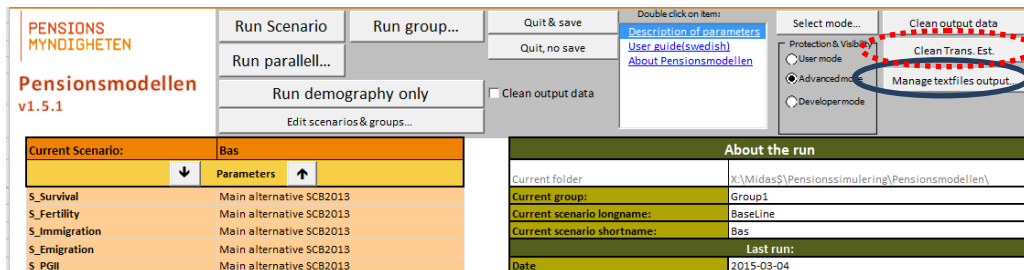 PENSIONS
MYNDIGHETEN
Pensionsmodellen
v1.5.1
Run Scenario
Run group...
Run parallell...
Run demography only
Edit scenarios & groups...
Quit & save
Quit, no save
Clean output data
Double click on item:
Description of parameters
User guide(swedish)
About Pensionsmodellen
Select mode...
Protection & Visibility
User mode
Advanced mode
Developer mode
Clean output data
Clean Trans. Est.
Manage textfiles output...
Current Scenario: Bas
Parameters
S_Survival Main alternative SCB2013
S_Fertility Main alternative SCB2013
S_Immigration Main alternative SCB2013
S_Emigration Main alternative SCB2013
S_PGII Main alternative SCB2013
About the run
Current folder X:\Midas$\Pensionssimulering\Pensionsmodellen\
Current group: Group1
Current scenario longname: BaseLine
Current scenario shortname: Bas
Last run:
Date 2015-03-04